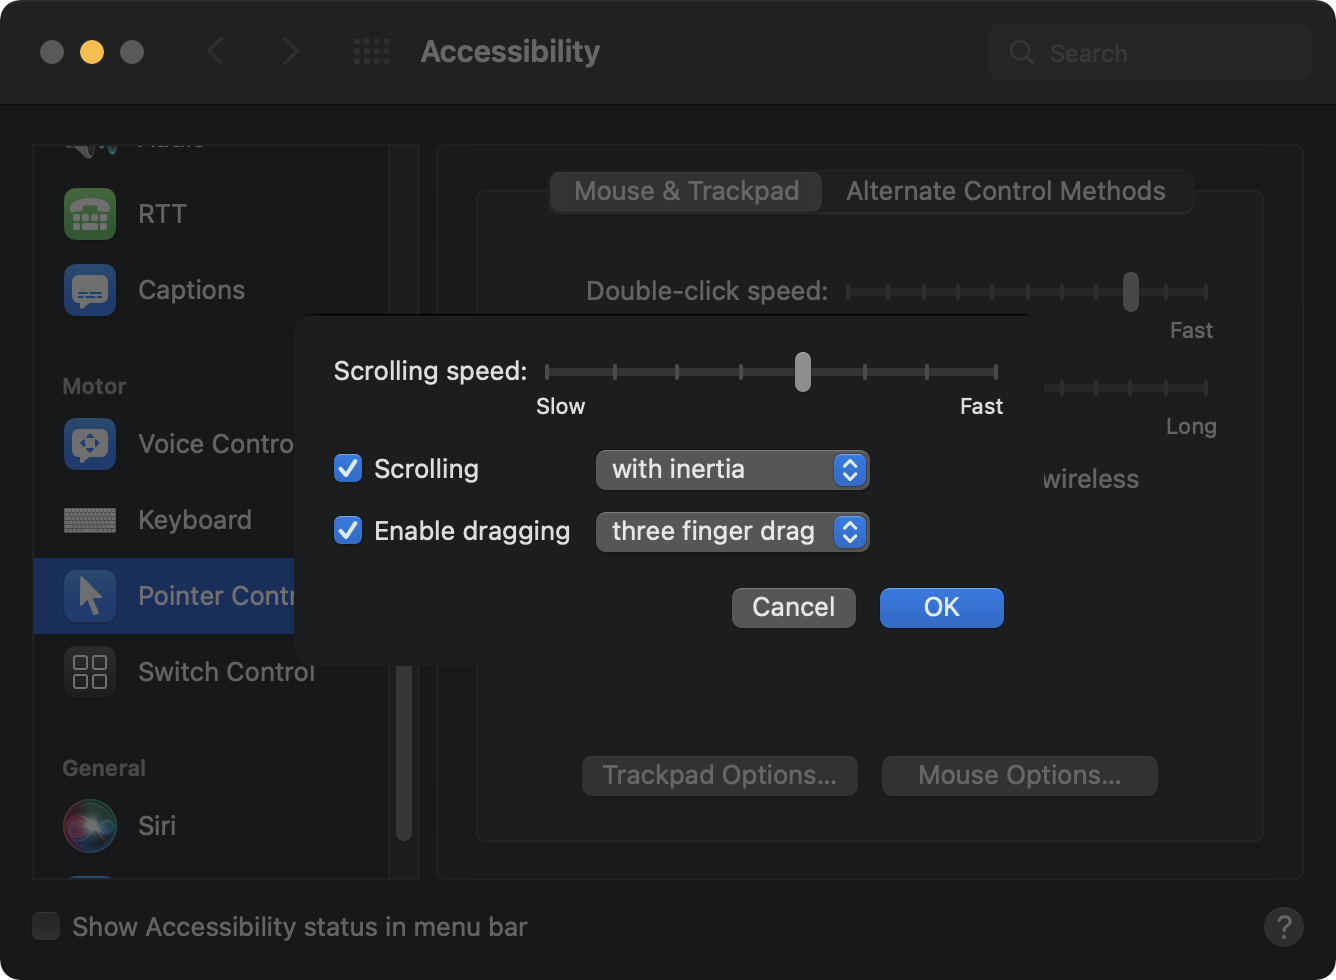 Accessibility
Search
RTT
Captions
Motor
Voice Contro
Keyboard
Pointer Contr
Switch Control
General
Siri
Mouse & Trackpad
Alternate Control Methods
Double-click speed:
Fast
Long
wireless
Scrolling speed:
Slow
Fast
Scrolling
with inertia
Enable dragging
three finger drag
Cancel
OK
Trackpad Options...
Mouse Options...
Show Accessibility status in menu bar
?